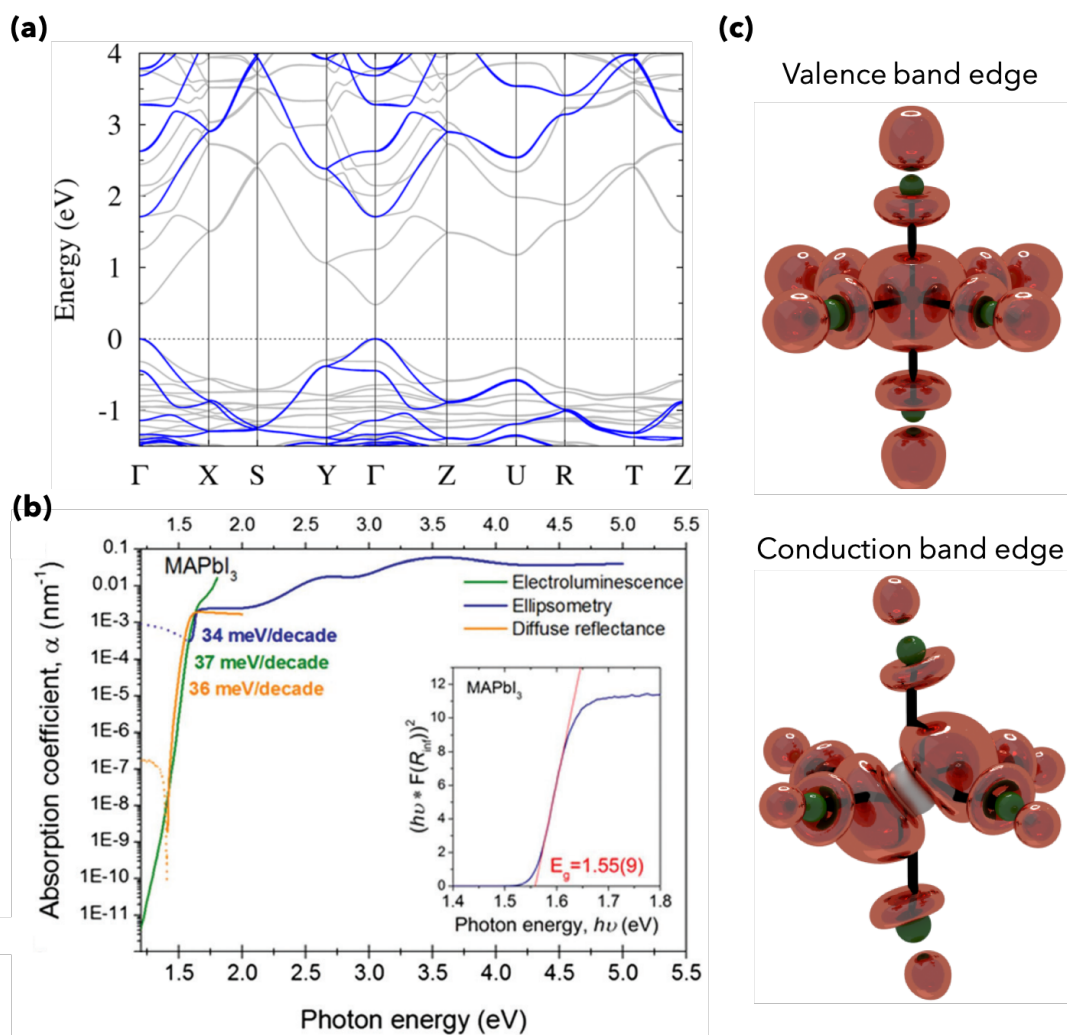 (a)
4
3
2
1
0
-1
Energy (eV)
Γ X S Y Γ Z U R T Z
(b)
1.5 2.0 2.5 3.0 3.5 4.0 4.5 5.0 5.5
0.1
0.01
1E-3
1E-4
1E-5
1E-6
1E-7
1E-8
1E-9
1E-10
1E-11
Absorption coefficient, α (nm⁻¹)
MAPbI₃
Electroluminescence
Ellipsometry
Diffuse reflectance
34 meV/decade
37 meV/decade
36 meV/decade
MAPbI₃
12
10
8
6
4
2
0
(hυ * F(R_inf))²
E_g=1.55(9)
1.4 1.5 1.6 1.7 1.8
Photon energy, hυ (eV)
1.5 2.0 2.5 3.0 3.5 4.0 4.5 5.0 5.5
Photon energy (eV)
(c)
Valence band edge
Conduction band edge